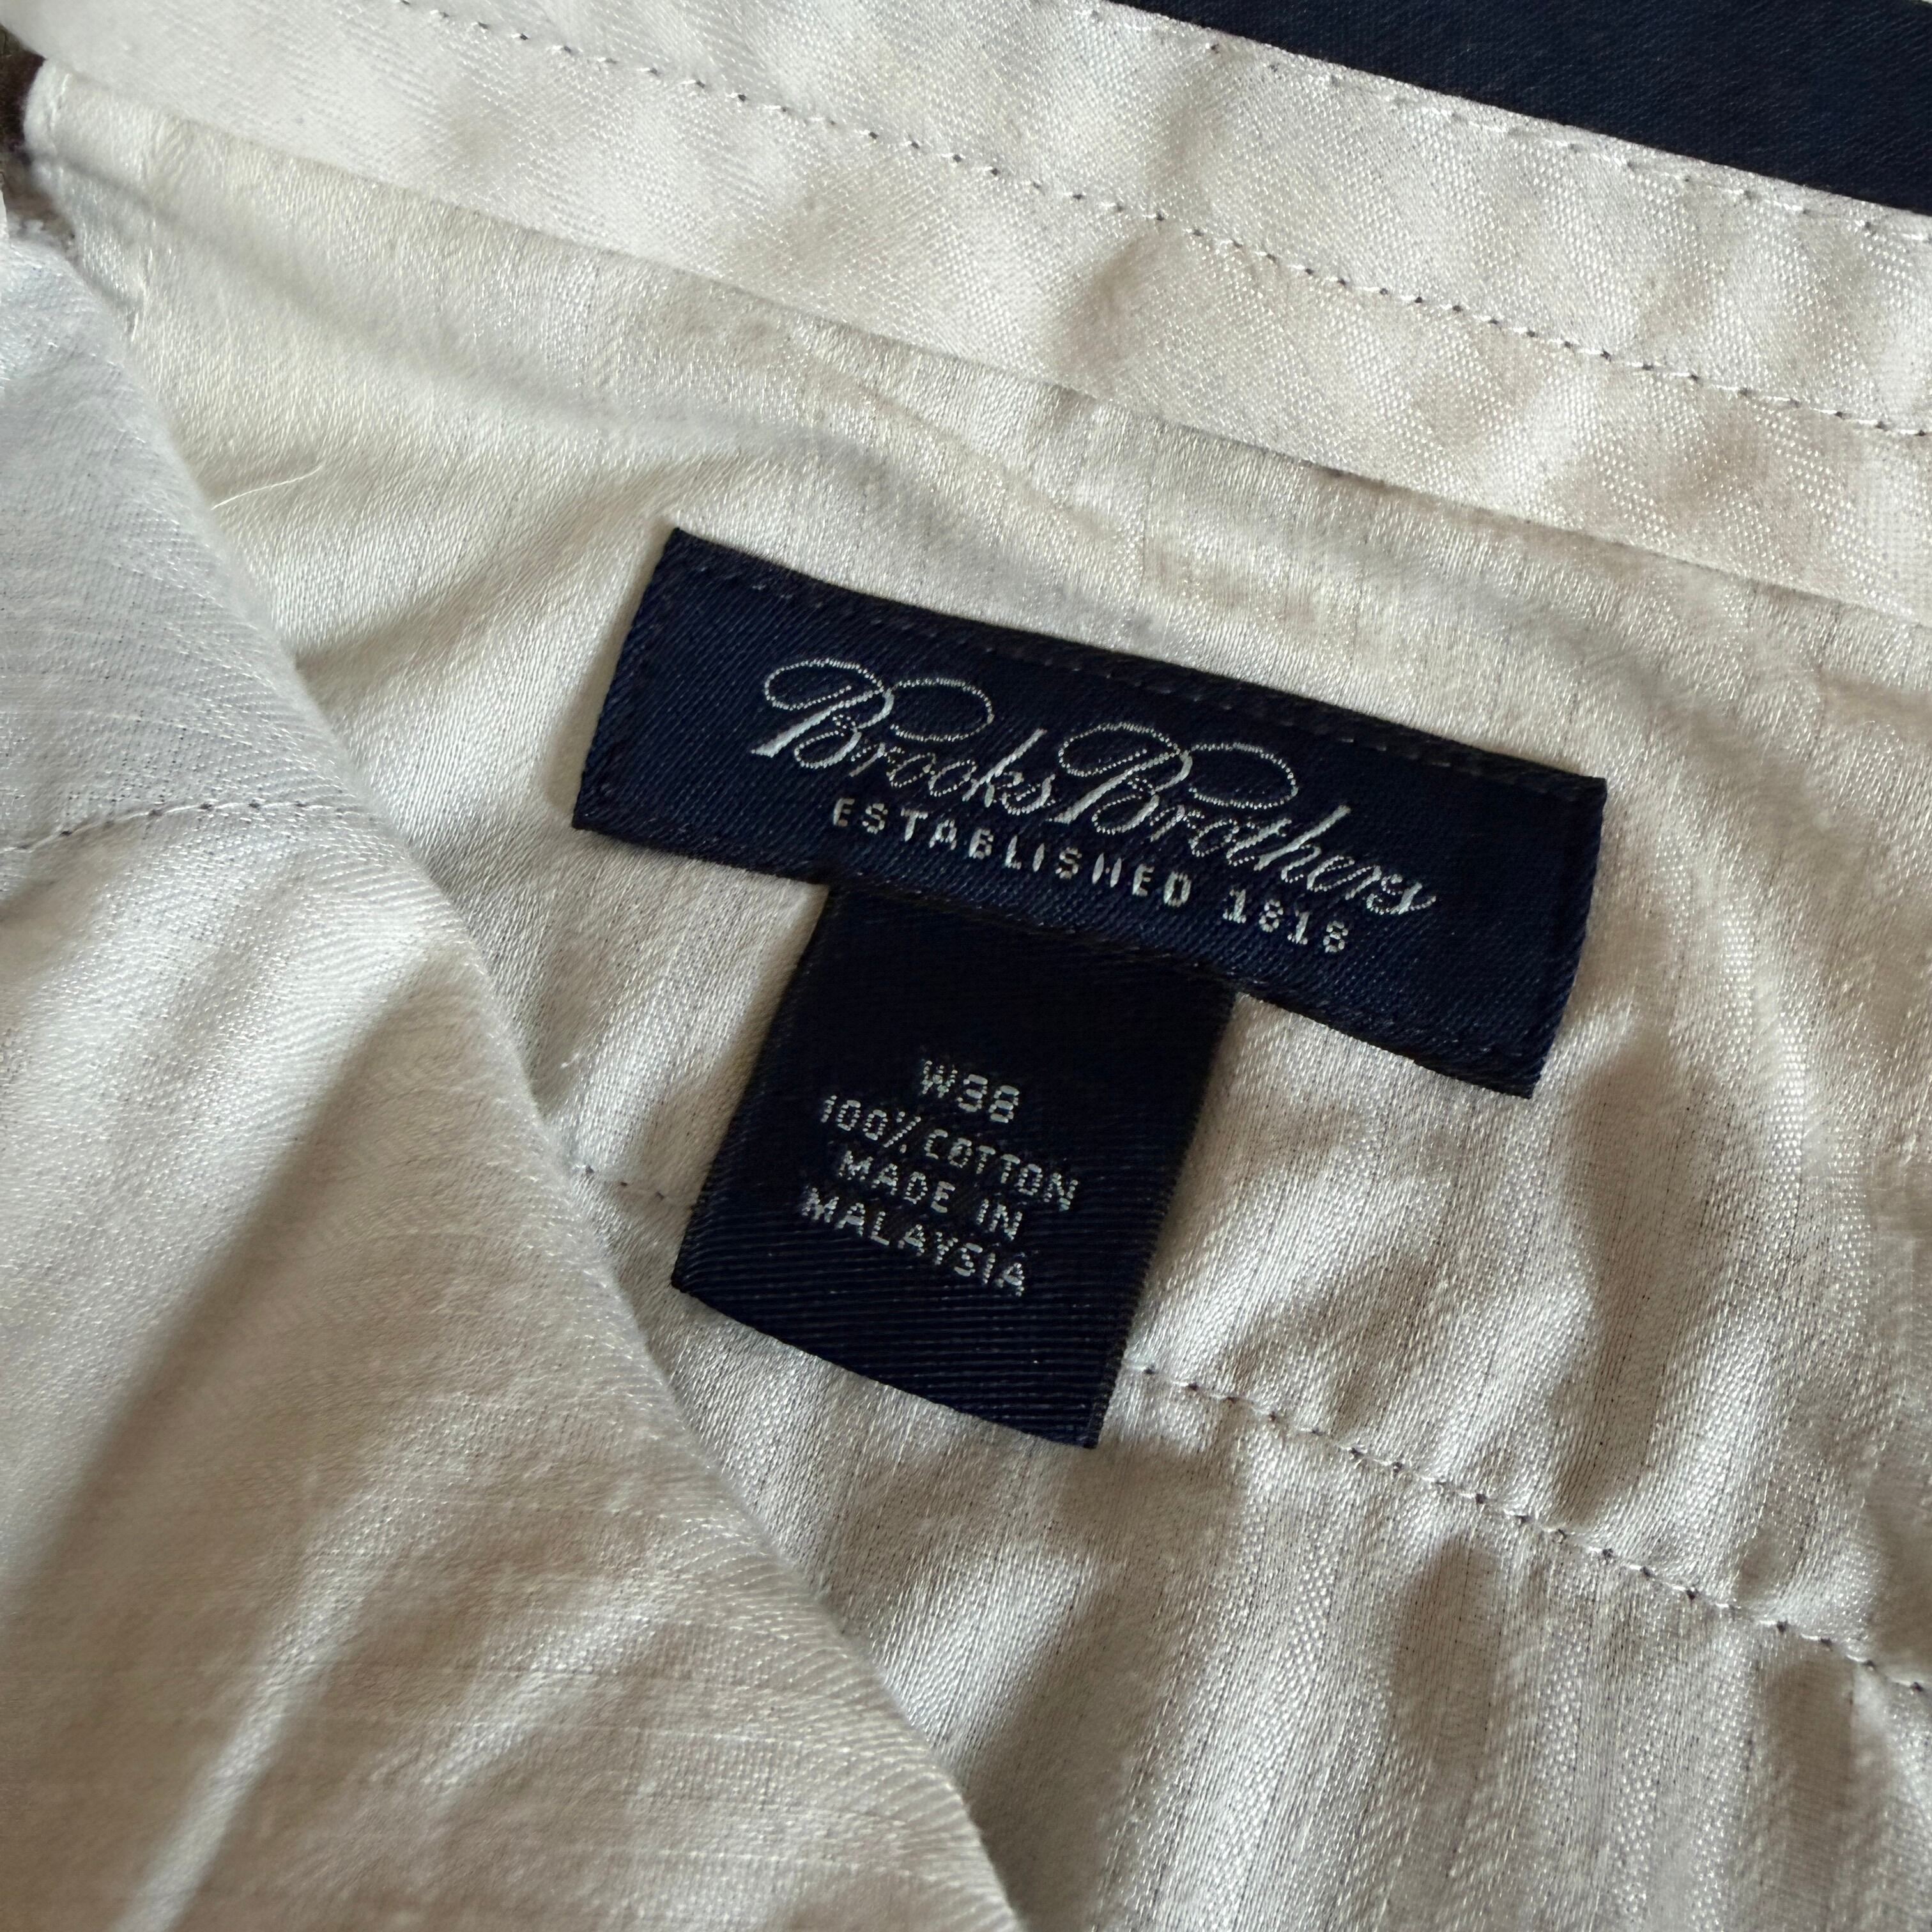 Brooks Brothers
ESTABLISHED 1818
W38
100% COTTON
MADE IN
MALAYSIA